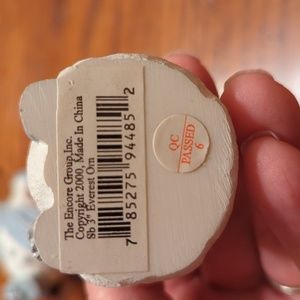 The Encore Group, Inc.
Copyright 2000, Made In China
Sb 3" Everest Orn
7 85275 94485 2
QC
PASSED
6